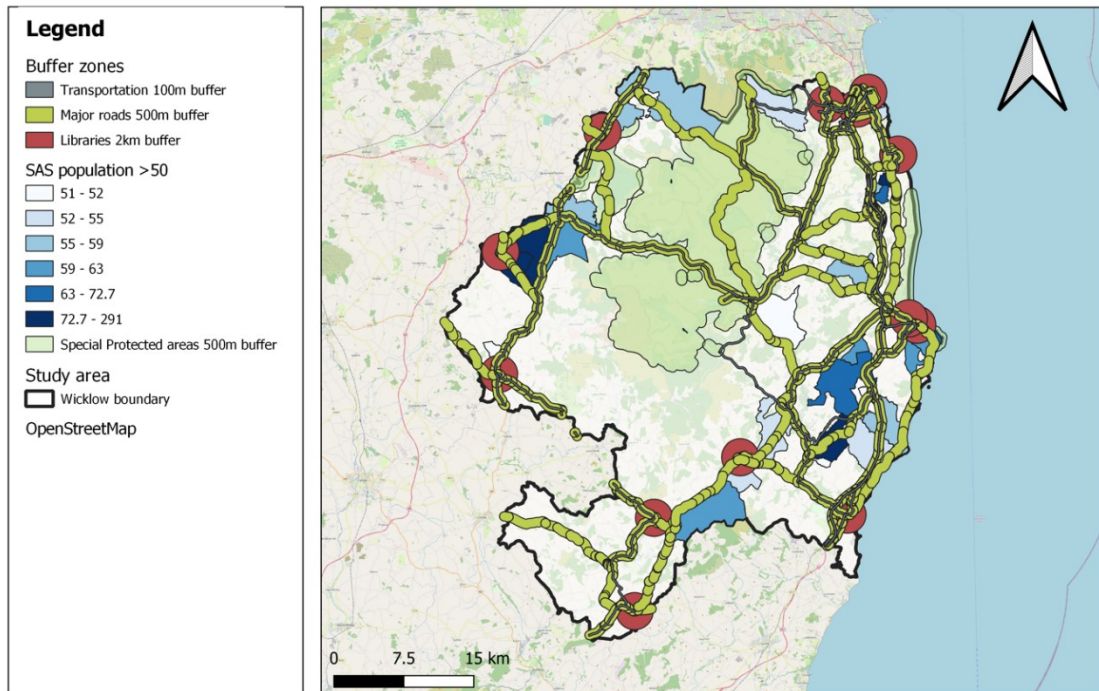 Legend
Buffer zones
Transportation 100m buffer
Major roads 500m buffer
Libraries 2km buffer
SAS population >50
51 - 52
52 - 55
55 - 59
59 - 63
63 - 72.7
72.7 - 291
Special Protected areas 500m buffer
Study area
Wicklow boundary
OpenStreetMap
0 7.5 15 km